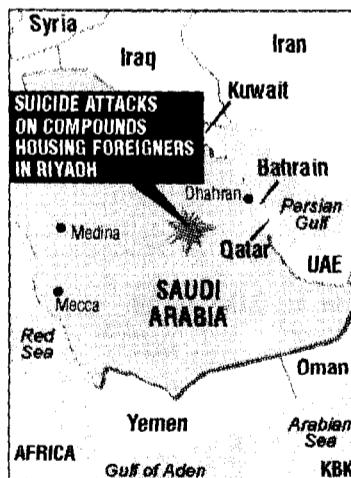 Syria
Iraq
Iran
Kuwait
SUICIDE ATTACKS
ON COMPOUNDS
HOUSING FOREIGNERS
IN RIYADH
Bahrain
Dhahran
Persian
Gulf
Medina
Qatar
UAE
SAUDI
ARABIA
Mecca
Red
Sea
Oman
Yemen
Arabian
Sea
AFRICA
Gulf of Aden
KBK